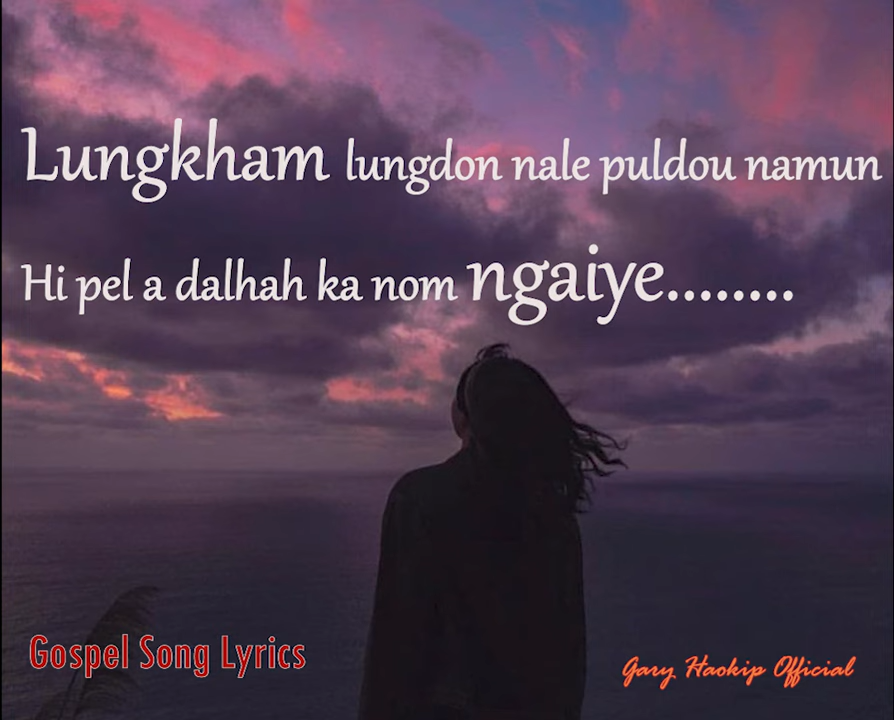 Lungkham lungdon nale puldou namun
Hi pel a dalhah ka nom ngaiye........
Gospel Song Lyrics
Gary Haokip Official